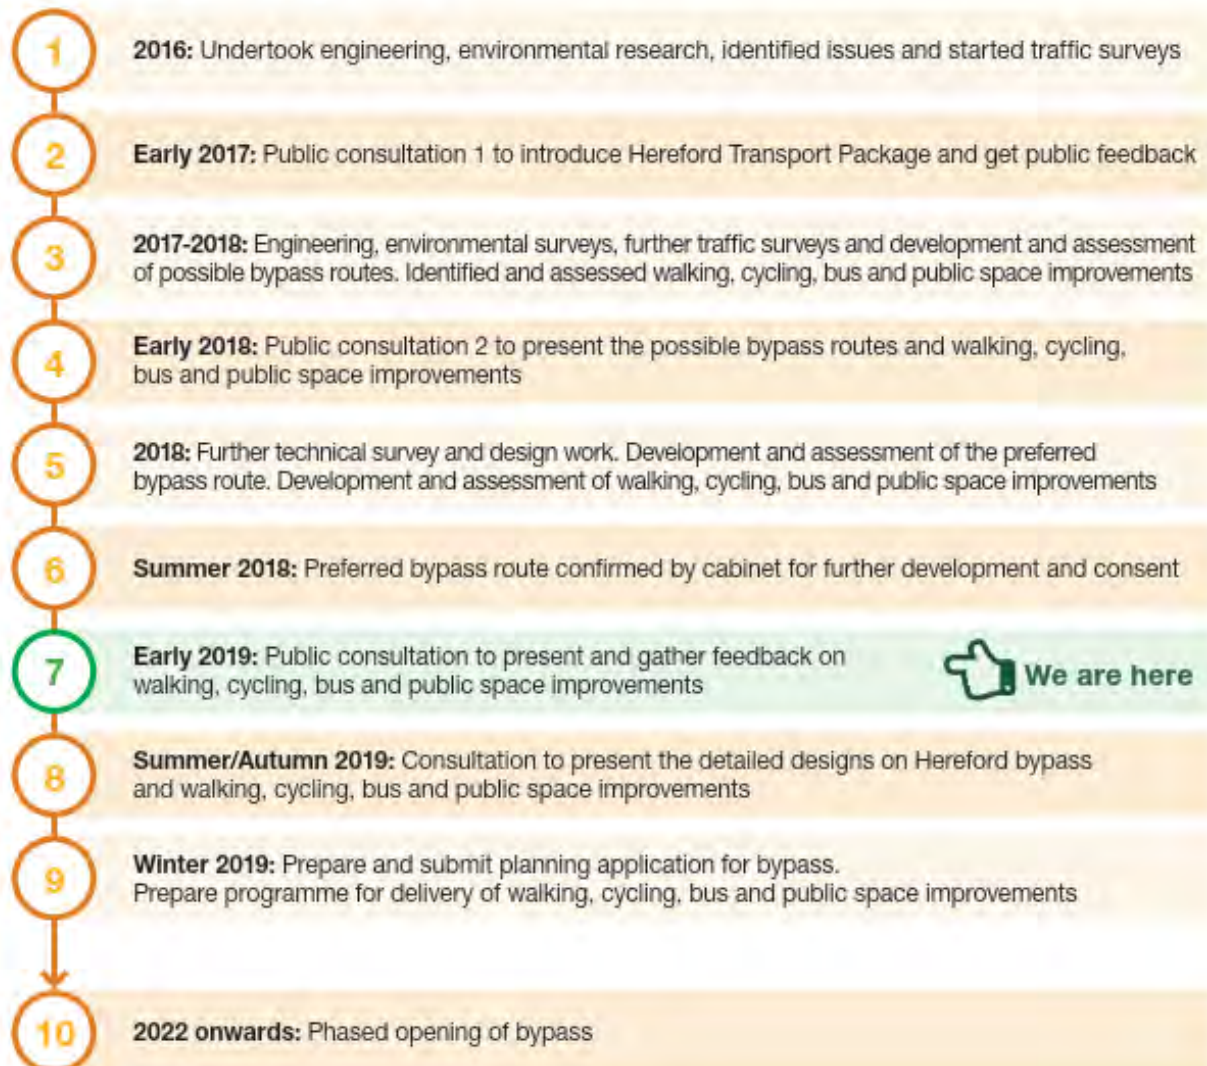 1
2016: Undertook engineering, environmental research, identified issues and started traffic surveys
2
Early 2017: Public consultation 1 to introduce Hereford Transport Package and get public feedback
3
2017-2018: Engineering, environmental surveys, further traffic surveys and development and assessment
of possible bypass routes. Identified and assessed walking, cycling, bus and public space improvements
4
Early 2018: Public consultation 2 to present the possible bypass routes and walking, cycling,
bus and public space improvements
5
2018: Further technical survey and design work. Development and assessment of the preferred
bypass route. Development and assessment of walking, cycling, bus and public space improvements
6
Summer 2018: Preferred bypass route confirmed by cabinet for further development and consent
7
Early 2019: Public consultation to present and gather feedback on
walking, cycling, bus and public space improvements
We are here
8
Summer/Autumn 2019: Consultation to present the detailed designs on Hereford bypass
and walking, cycling, bus and public space improvements
9
Winter 2019: Prepare and submit planning application for bypass.
Prepare programme for delivery of walking, cycling, bus and public space improvements
10
2022 onwards: Phased opening of bypass